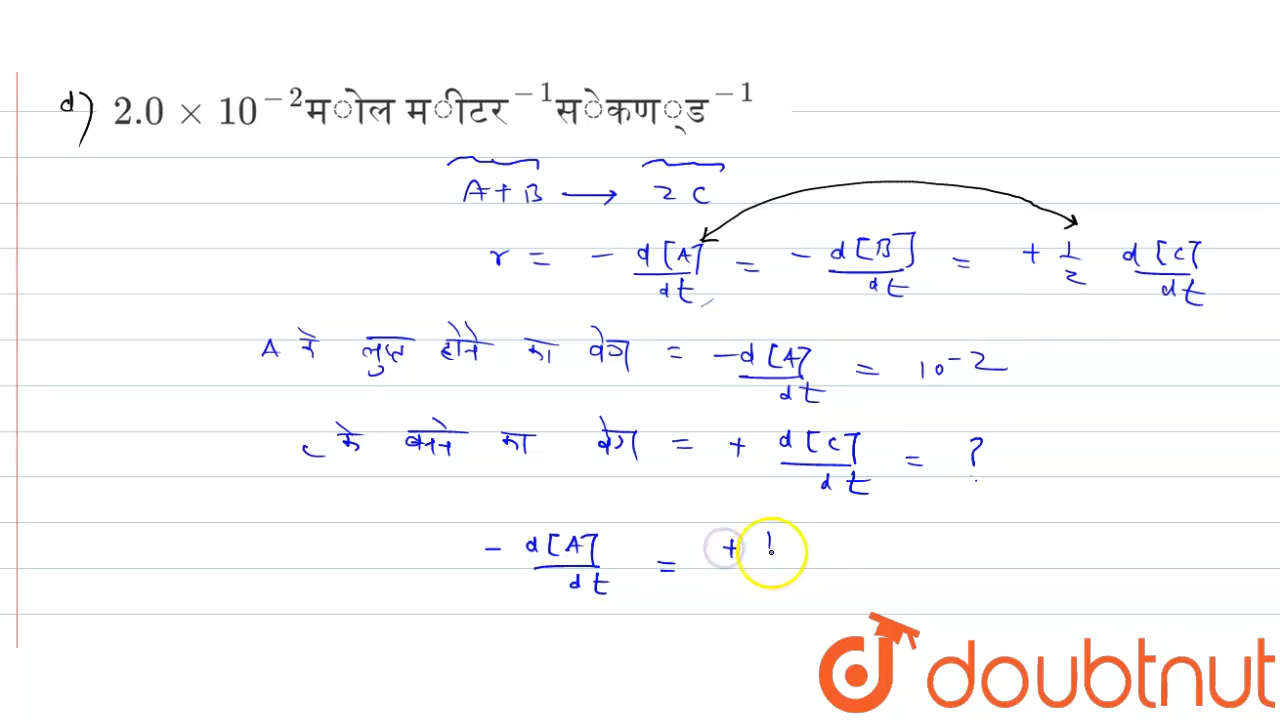 d) 2.0 × 10⁻² मोल मीटर⁻¹ सेकण्ड⁻¹
A + B ⟶ 2 C
r = - d[A]/dt = - d[B]/dt = + 1/2 d[C]/dt
A के लुप्त होने का वेग = - d[A]/dt = 10⁻²
C के बनने का वेग = + d[C]/dt = ?
- d[A]/dt = + 1
doubtnut